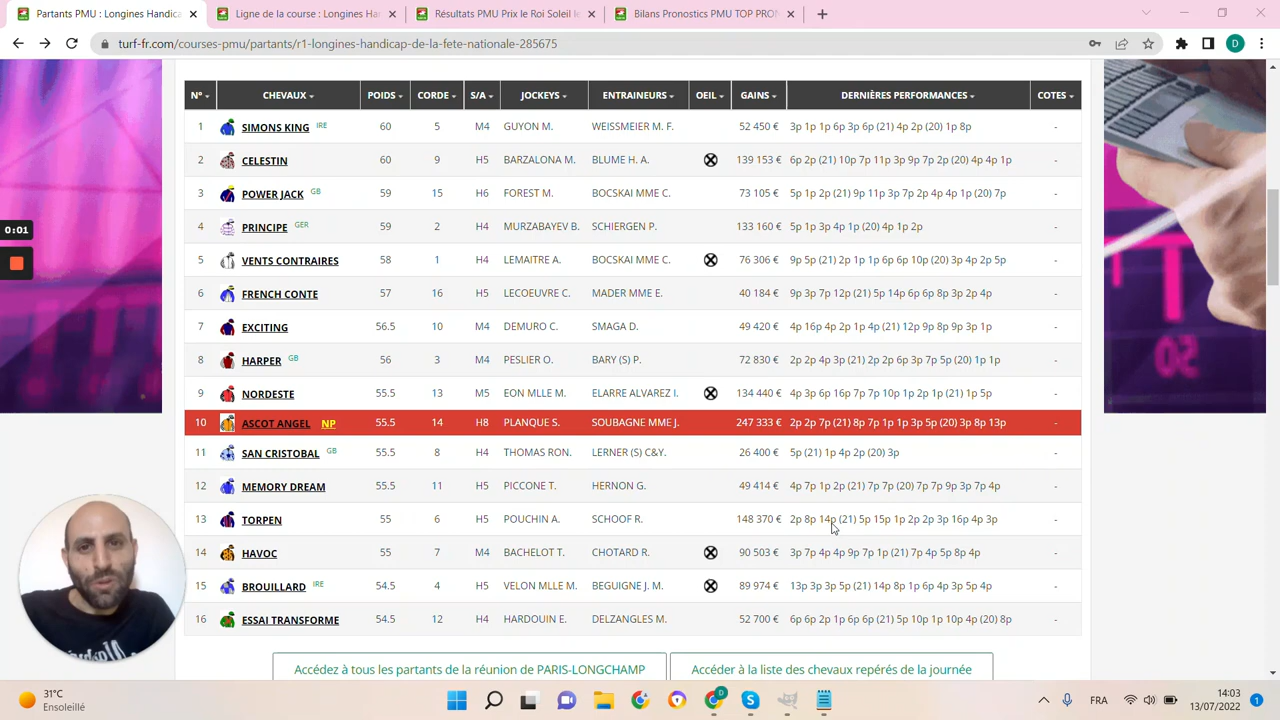 Partants PMU : Longines Handica
Ligne de la course : Longines Ha
Résultats PMU Prix le Roi Soleil le
Bilans Pronostics PMU TOP PRON
turf-fr.com/courses-pmu/partants/r1-longines-handicap-de-la-fete-nationale-285675
D
N° CHEVAUX POIDS CORDE S/A JOCKEYS ENTRAINEURS OEIL GAINS DERNIÈRES PERFORMANCES COTES
1 SIMONS KING IRE 60 5 M4 GUYON M. WEISSMEIER M. F. 52 450 € 3p 1p 1p 6p 3p 6p (21) 4p 2p (20) 1p 8p -
2 CELESTIN 60 9 H5 BARZALONA M. BLUME H. A. 139 153 € 6p 2p (21) 10p 7p 11p 3p 9p 7p 2p (20) 4p 4p 1p -
3 POWER JACK GB 59 15 H6 FOREST M. BOCSKAI MME C. 73 105 € 5p 1p 2p (21) 9p 11p 3p 7p 2p 4p 4p 1p (20) 7p -
4 PRINCIPE GER 59 2 H4 MURZABAYEV B. SCHIERGEN P. 133 160 € 5p 1p 3p 4p 1p (20) 4p 1p 2p -
5 VENTS CONTRAIRES 58 1 H4 LEMAITRE A. BOCSKAI MME C. 76 306 € 9p 5p (21) 2p 1p 1p 6p 6p 10p (20) 3p 4p 2p 5p -
6 FRENCH CONTE 57 16 H5 LECOEUVRE C. MADER MME E. 40 184 € 9p 3p 7p 12p (21) 5p 14p 6p 6p 8p 3p 2p 4p -
7 EXCITING 56.5 10 M4 DEMURO C. SMAGA D. 49 420 € 4p 16p 4p 2p 1p 4p (21) 12p 9p 8p 9p 3p 1p -
8 HARPER GB 56 3 M4 PESLIER O. BARY (S) P. 72 830 € 2p 2p 4p 3p (21) 2p 2p 6p 3p 7p 5p (20) 1p 1p -
9 NORDESTE 55.5 13 M5 EON MLLE M. ELARRE ALVAREZ I. 134 440 € 4p 3p 6p 16p 7p 7p 10p 1p 2p 1p (21) 1p 5p -
10 ASCOT ANGEL NP 55.5 14 H8 PLANQUE S. SOUBAGNE MME J. 247 333 € 2p 2p 7p (21) 8p 7p 1p 1p 3p 5p (20) 3p 8p 13p -
11 SAN CRISTOBAL GB 55.5 8 H4 THOMAS RON. LERNER (S) C&Y. 26 400 € 5p (21) 1p 4p 2p (20) 3p -
12 MEMORY DREAM 55.5 11 H5 PICCONE T. HERNON G. 49 414 € 4p 7p 1p 2p (21) 7p 7p (20) 7p 7p 9p 3p 7p 4p -
13 TORPEN 55 6 H5 POUCHIN A. SCHOOF R. 148 370 € 2p 8p 14p (21) 5p 15p 1p 2p 2p 3p 16p 4p 3p -
14 HAVOC 55 7 M4 BACHELOT T. CHOTARD R. 90 503 € 3p 7p 4p 4p 9p 7p 1p (21) 7p 4p 5p 8p 4p -
15 BROUILLARD IRE 54.5 4 H5 VELON MLLE M. BEGUIGNE J. M. 89 974 € 13p 3p 3p 5p (21) 14p 8p 1p 6p 4p 3p 5p 4p -
16 ESSAI TRANSFORME 54.5 12 H4 HARDOUIN E. DELZANGLES M. 52 700 € 6p 6p 2p 1p 6p 6p (21) 5p 10p 1p 10p 4p (20) 8p -
0:01
Accédez à tous les partants de la réunion de PARIS-LONGCHAMP
Accéder à la liste des chevaux repérés de la journée
31°C
Ensoleillé
FRA
14:03
13/07/2022
1